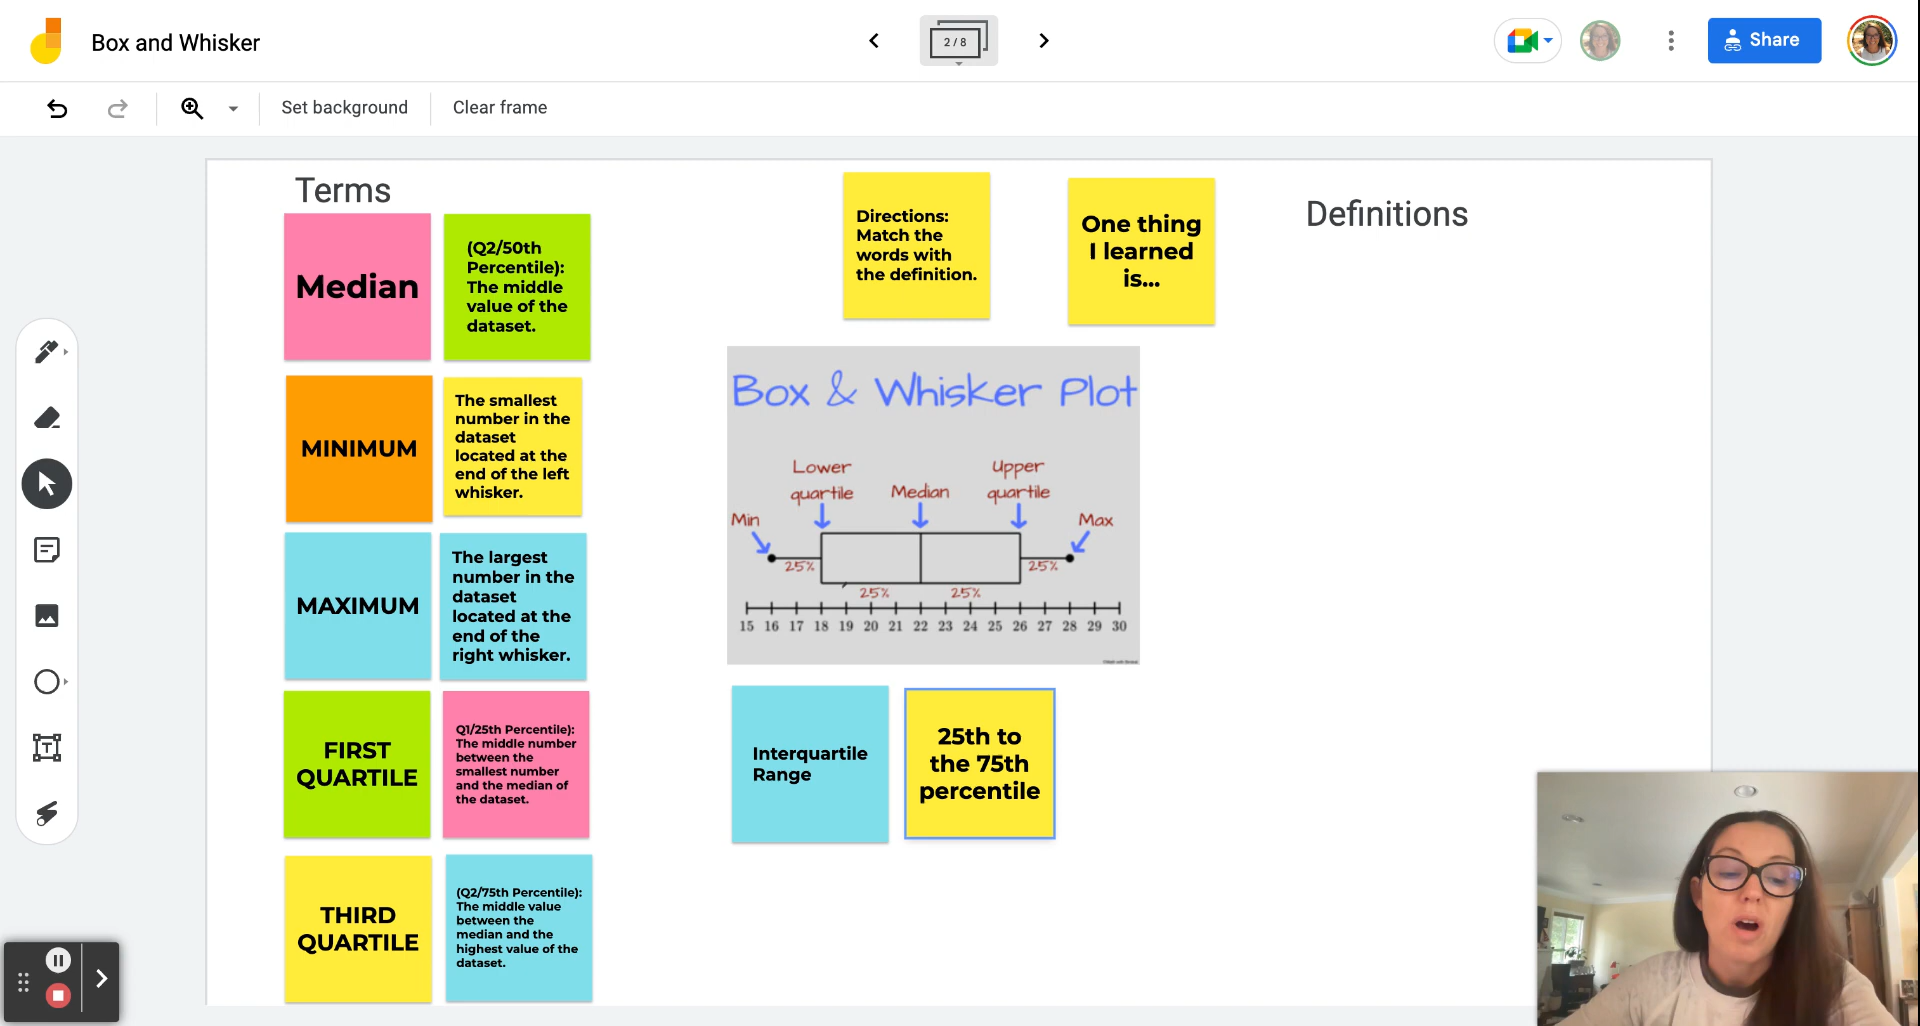 Box and Whisker
2 / 8
Share
Set background
Clear frame
Terms
Median
(Q2/50th
Percentile):
The middle
value of the
dataset.
MINIMUM
The smallest
number in the
dataset
located at the
end of the left
whisker.
MAXIMUM
The largest
number in the
dataset
located at the
end of the
right whisker.
FIRST
QUARTILE
Q1/25th Percentile):
The middle number
between the
smallest number
and the median of
the dataset.
THIRD
QUARTILE
(Q2/75th Percentile):
The middle value
between the
median and the
highest value of the
dataset.
Directions:
Match the
words with
the definition.
One thing
I learned
is...
Definitions
Box & Whisker Plot
Lower
quartile
Median
Upper
quartile
Min
Max
25%
25%
25%
25%
15 16 17 18 19 20 21 22 23 24 25 26 27 28 29 30
Interquartile
Range
25th to
the 75th
percentile